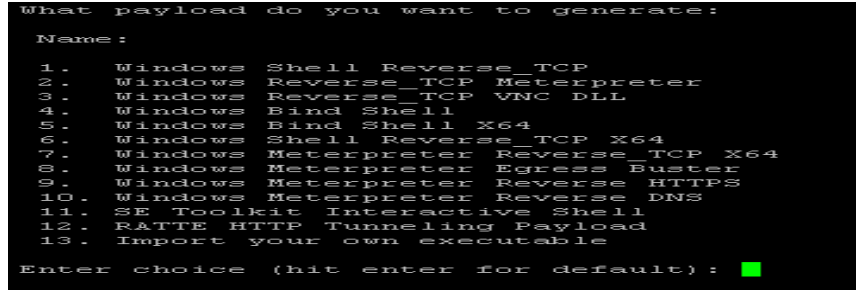 What payload do you want to generate:
Name:
1. Windows Shell Reverse_TCP
2. Windows Reverse_TCP Meterpreter
3. Windows Reverse_TCP VNC DLL
4. Windows Bind Shell
5. Windows Bind Shell X64
6. Windows Shell Reverse_TCP X64
7. Windows Meterpreter Reverse_TCP X64
8. Windows Meterpreter Egress Buster
9. Windows Meterpreter Reverse HTTPS
10. Windows Meterpreter Reverse DNS
11. SE Toolkit Interactive Shell
12. RATTE HTTP Tunneling Payload
13. Import your own executable
Enter choice (hit enter for default):